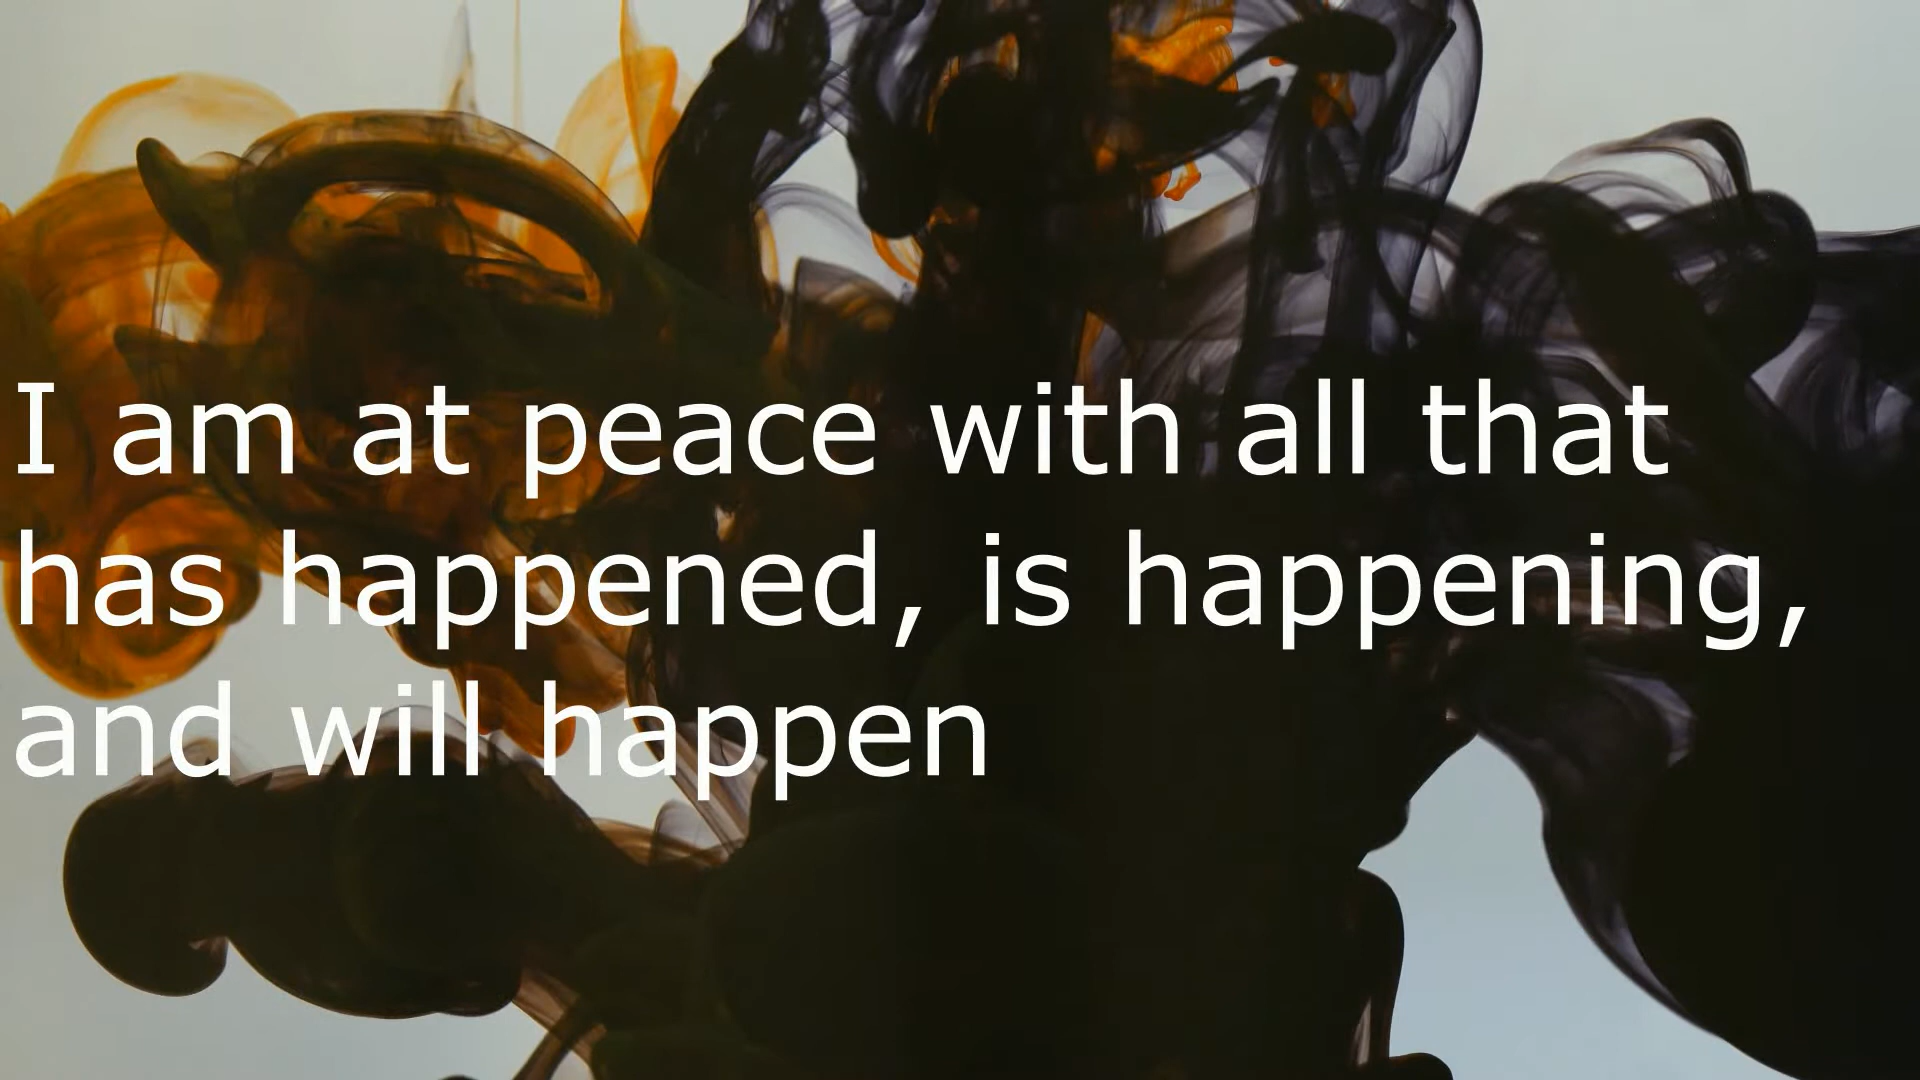 I am at peace with all that
has happened, is happening,
and will happen